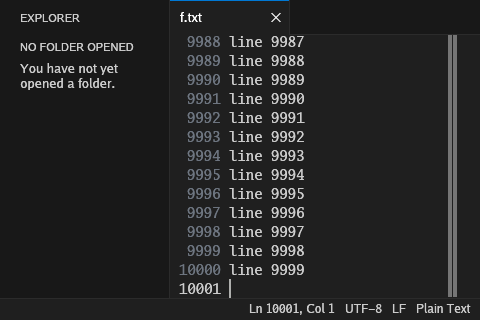 EXPLORER
NO FOLDER OPENED
You have not yet
opened a folder.
f.txt
9988 line 9987
9989 line 9988
9990 line 9989
9991 line 9990
9992 line 9991
9993 line 9992
9994 line 9993
9995 line 9994
9996 line 9995
9997 line 9996
9998 line 9997
9999 line 9998
10000 line 9999
10001
Ln 10001, Col 1 UTF-8 LF Plain Text